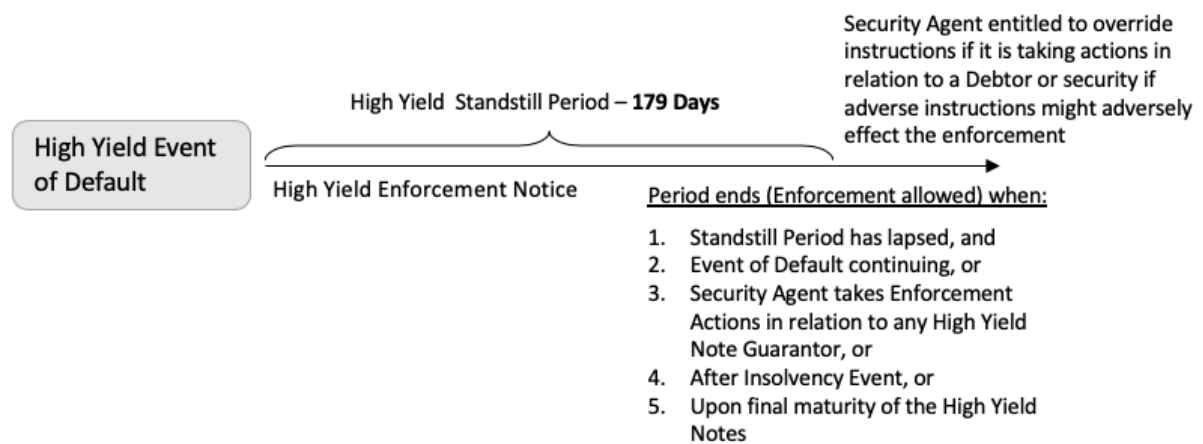 Security Agent entitled to override
instructions if it is taking actions in
relation to a Debtor or security if
adverse instructions might adversely
effect the enforcement
High Yield Standstill Period – 179 Days
High Yield Event
of Default
High Yield Enforcement Notice
Period ends (Enforcement allowed) when:
1. Standstill Period has lapsed, and
2. Event of Default continuing, or
3. Security Agent takes Enforcement
Actions in relation to any High Yield
Note Guarantor, or
4. After Insolvency Event, or
5. Upon final maturity of the High Yield
Notes